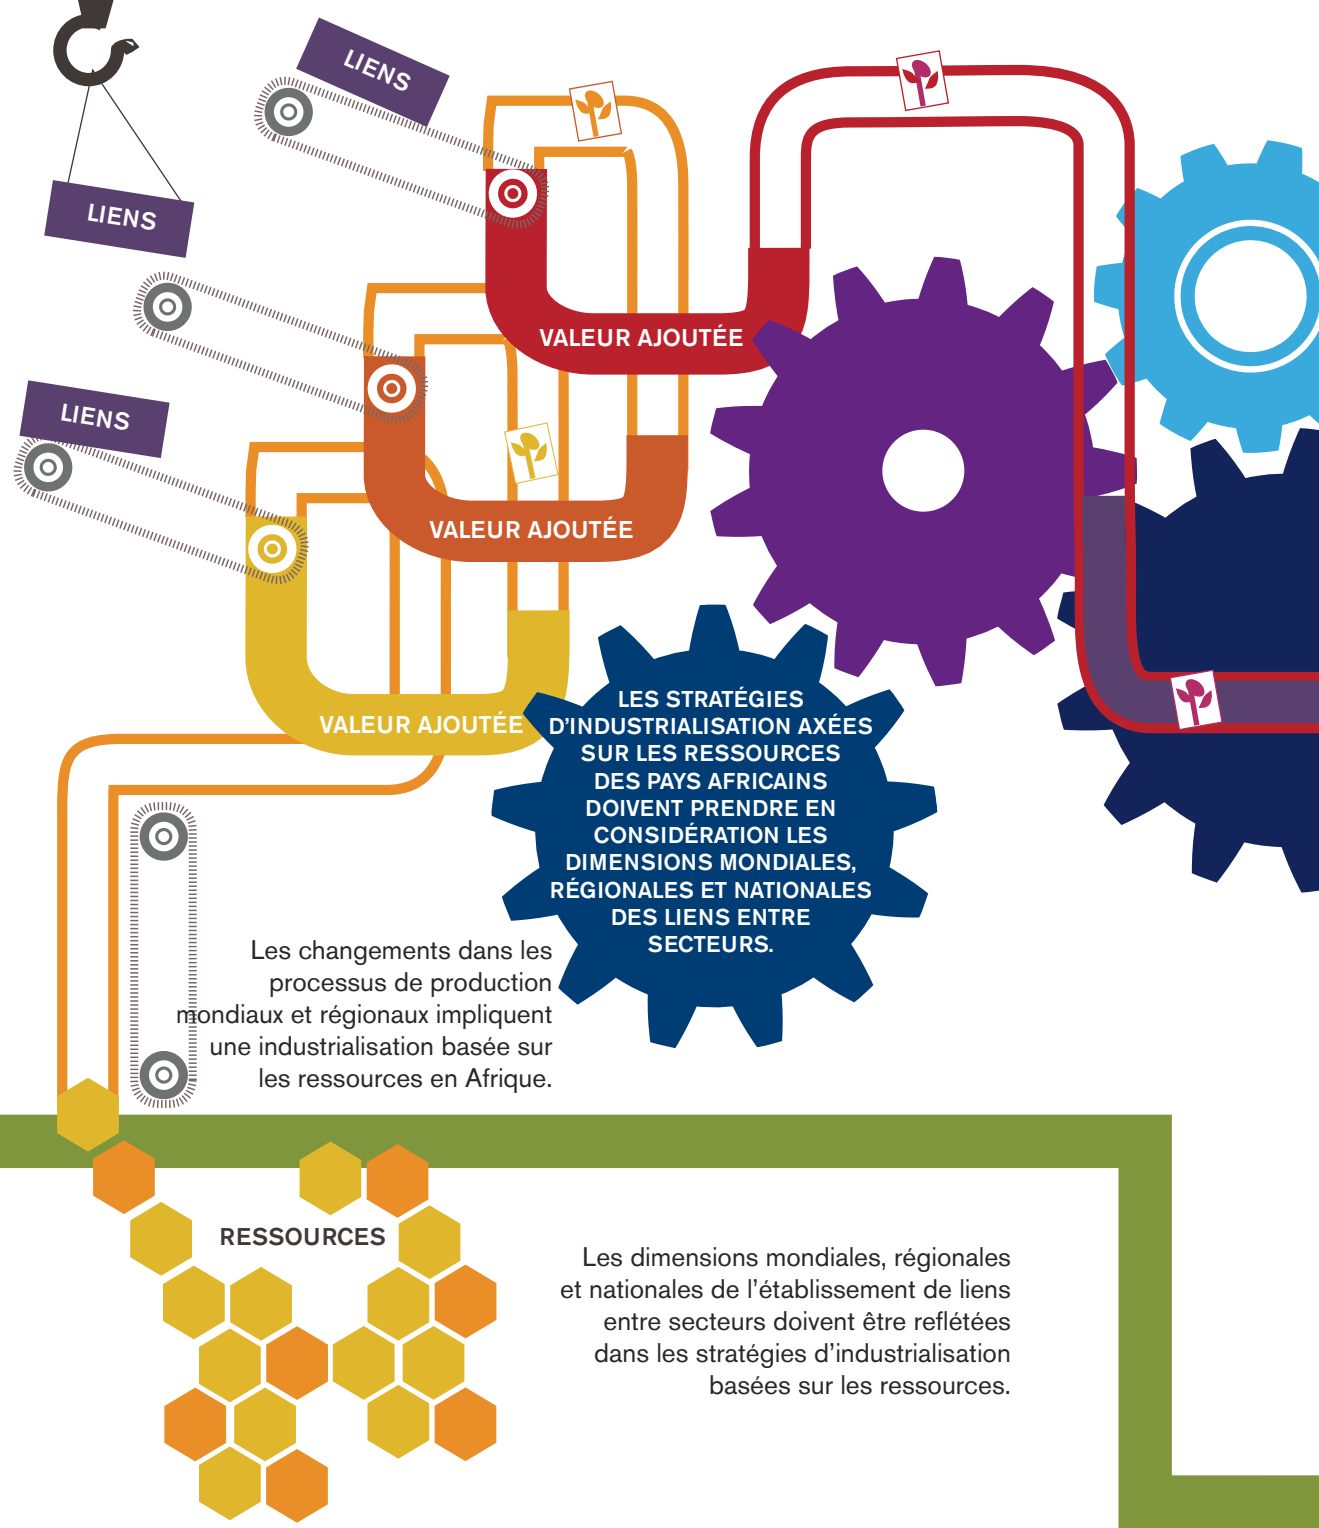 LIENS
LIENS
LIENS
VALEUR AJOUTÉE
VALEUR AJOUTÉE
VALEUR AJOUTÉE
LES STRATÉGIES
D’INDUSTRIALISATION AXÉES
SUR LES RESSOURCES
DES PAYS AFRICAINS
DOIVENT PRENDRE EN
CONSIDÉRATION LES
DIMENSIONS MONDIALES,
RÉGIONALES ET NATIONALES
DES LIENS ENTRE
SECTEURS.
Les changements dans les
processus de production
mondiaux et régionaux impliquent
une industrialisation basée sur
les ressources en Afrique.
RESSOURCES
Les dimensions mondiales, régionales
et nationales de l’établissement de liens
entre secteurs doivent être reflétées
dans les stratégies d’industrialisation
basées sur les ressources.